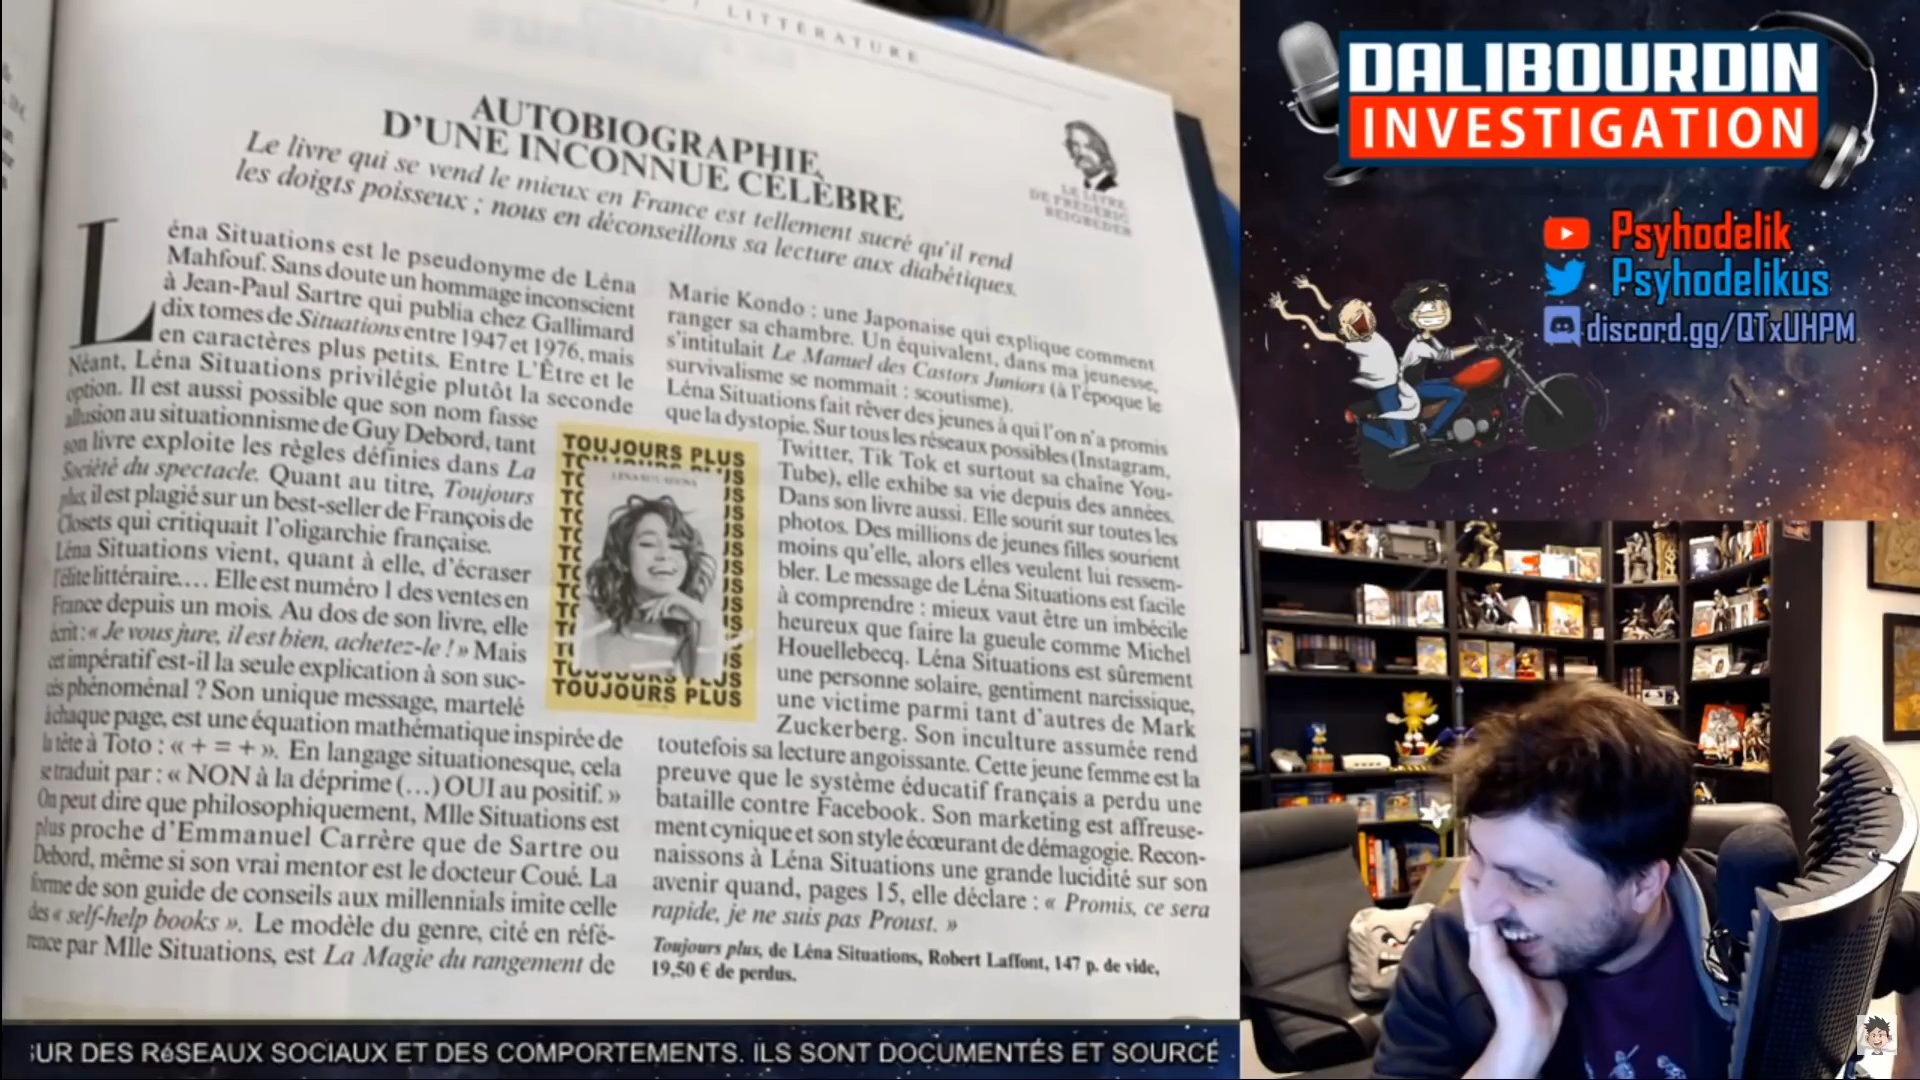 LITTÉRATURE
AUTOBIOGRAPHIE
D'UNE INCONNUE CÉLÈBRE
Le livre qui se vend le mieux en France est tellement sucré qu'il rend
les doigts poisseux ; nous en déconseillons sa lecture aux diabétiques.
LE LIVRE
DE FRÉDÉRIC
BEIGBEDER
Léna Situations est le pseudonyme de Léna
Mahfouf. Sans doute un hommage inconscient
à Jean-Paul Sartre qui publia chez Gallimard
dix tomes de Situations entre 1947 et 1976, mais
en caractères plus petits. Entre L'Être et le
Néant, Léna Situations privilégie plutôt la seconde
option. Il est aussi possible que son nom fasse
allusion au situationnisme de Guy Debord, tant
son livre exploite les règles définies dans La
Société du spectacle. Quant au titre, Toujours
plus, il est plagié sur un best-seller de François de
Closets qui critiquait l'oligarchie française.
Léna Situations vient, quant à elle, d'écraser
l'élite littéraire.… Elle est numéro 1 des ventes en
France depuis un mois. Au dos de son livre, elle
écrit : « Je vous jure, il est bien, achetez-le ! » Mais
cet impératif est-il la seule explication à son suc-
cès phénoménal ? Son unique message, martelé
à chaque page, est une équation mathématique inspirée de
la tête à Toto : « + = + ». En langage situationesque, cela
se traduit par : « NON à la déprime (…) OUI au positif. »
On peut dire que philosophiquement, Mlle Situations est
plus proche d'Emmanuel Carrère que de Sartre ou
Debord, même si son vrai mentor est le docteur Coué. La
forme de son guide de conseils aux millennials imite celle
des « self-help books ». Le modèle du genre, cité en réfé-
rence par Mlle Situations, est La Magie du rangement de
Marie Kondo : une Japonaise qui explique comment
ranger sa chambre. Un équivalent, dans ma jeunesse,
s'intitulait Le Manuel des Castors Juniors (à l'époque le
survivalisme se nommait : scoutisme).
Léna Situations fait rêver des jeunes à qui l'on n'a promis
que la dystopie. Sur tous les réseaux possibles (Instagram,
Twitter, Tik Tok et surtout sa chaîne You-
Tube), elle exhibe sa vie depuis des années.
Dans son livre aussi. Elle sourit sur toutes les
photos. Des millions de jeunes filles sourient
moins qu'elle, alors elles veulent lui ressem-
bler. Le message de Léna Situations est facile
à comprendre : mieux vaut être un imbécile
heureux que faire la gueule comme Michel
Houellebecq. Léna Situations est sûrement
une personne solaire, gentiment narcissique,
une victime parmi tant d'autres de Mark
Zuckerberg. Son inculture assumée rend
toutefois sa lecture angoissante. Cette jeune femme est la
preuve que le système éducatif français a perdu une
bataille contre Facebook. Son marketing est affreuse-
ment cynique et son style écœurant de démagogie. Recon-
naissons à Léna Situations une grande lucidité sur son
avenir quand, pages 15, elle déclare : « Promis, ce sera
rapide, je ne suis pas Proust. »
Toujours plus, de Léna Situations, Robert Laffont, 147 p. de vide,
19,50 € de perdus.
TOUJOURS PLUS
LÉNA SITUATIONS
TOUJOURS PLUS
DALIBOURDIN
INVESTIGATION
Psyhodelik
Psyhodelikus
discord.gg/QTxUHPM
SUR DES RéSEAUX SOCIAUX ET DES COMPORTEMENTS. ILS SONT DOCUMENTÉS ET SOURCÉ